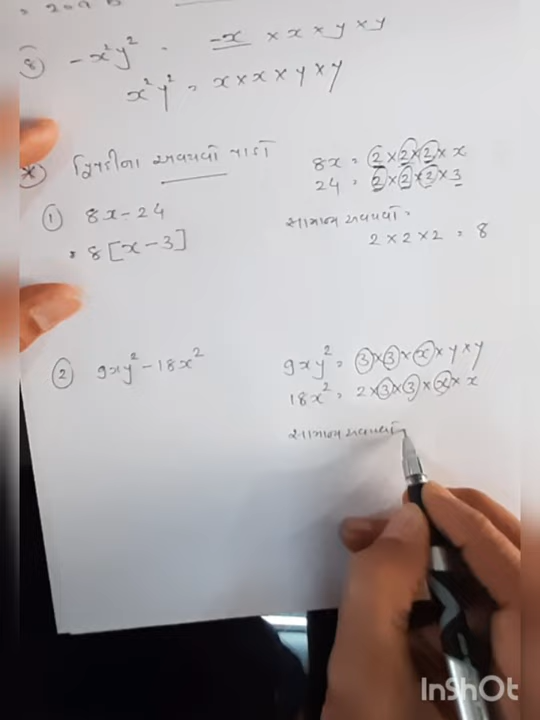 (8) -x²y² = -x × x × y × y
x²y² = x × x × y × y
દ્વિપદીના અવયવો પાડો
8x = 2×2×2×x
24 = 2×2×2×3
(1) 8x-24
= 8[x-3]
સામાન્ય અવયવો =
2×2×2 = 8
(2) 9xy²-18x²
9xy² = 3×3×x×y×y
18x² = 2×3×3×x×x
સામાન્ય અવયવો
InShOt